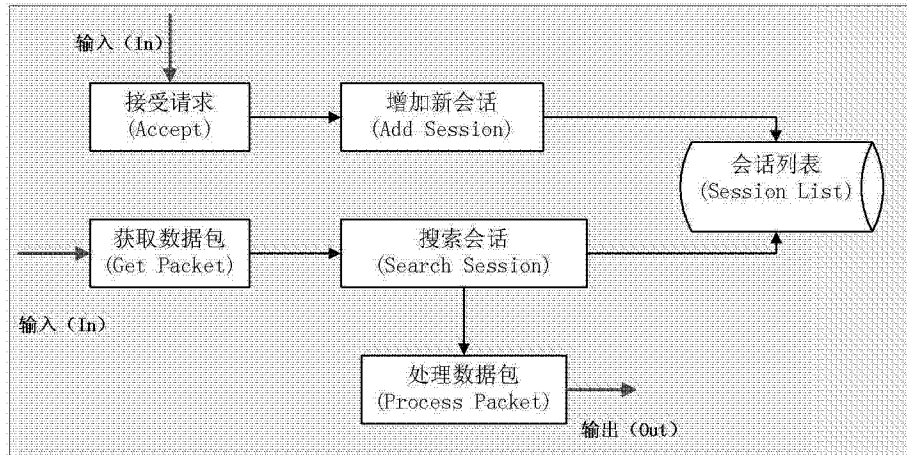 输入（In）
接受请求
(Accept)
增加新会话
(Add Session)
会话列表
(Session List)
获取数据包
(Get Packet)
搜索会话
(Search Session)
输入（In）
处理数据包
(Process Packet)
输出（Out）